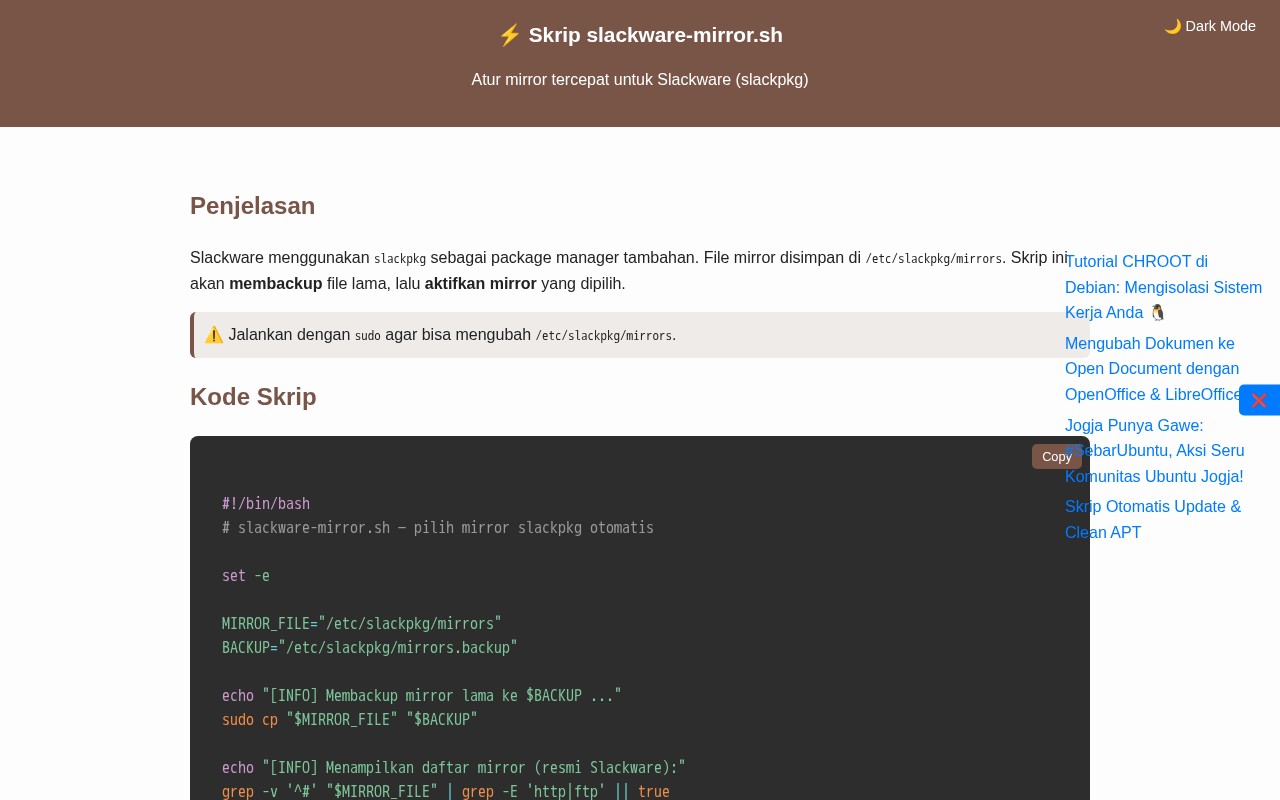 ⚡ Skrip slackware-mirror.sh
🌙 Dark Mode
Atur mirror tercepat untuk Slackware (slackpkg)
Penjelasan
Slackware menggunakan slackpkg sebagai package manager tambahan. File mirror disimpan di /etc/slackpkg/mirrors. Skrip ini
akan membackup file lama, lalu aktifkan mirror yang dipilih.
⚠️ Jalankan dengan sudo agar bisa mengubah /etc/slackpkg/mirrors.
Kode Skrip
Copy
#!/bin/bash
# slackware-mirror.sh – pilih mirror slackpkg otomatis
set -e
MIRROR_FILE="/etc/slackpkg/mirrors"
BACKUP="/etc/slackpkg/mirrors.backup"
echo "[INFO] Membackup mirror lama ke $BACKUP ..."
sudo cp "$MIRROR_FILE" "$BACKUP"
echo "[INFO] Menampilkan daftar mirror (resmi Slackware):"
grep -v '^#' "$MIRROR_FILE" | grep -E 'http|ftp' || true
Tutorial CHROOT di
Debian: Mengisolasi Sistem
Kerja Anda 🐧
Mengubah Dokumen ke
Open Document dengan
OpenOffice & LibreOffice
❌
Jogja Punya Gawe:
#SebarUbuntu, Aksi Seru
Komunitas Ubuntu Jogja!
Skrip Otomatis Update &
Clean APT